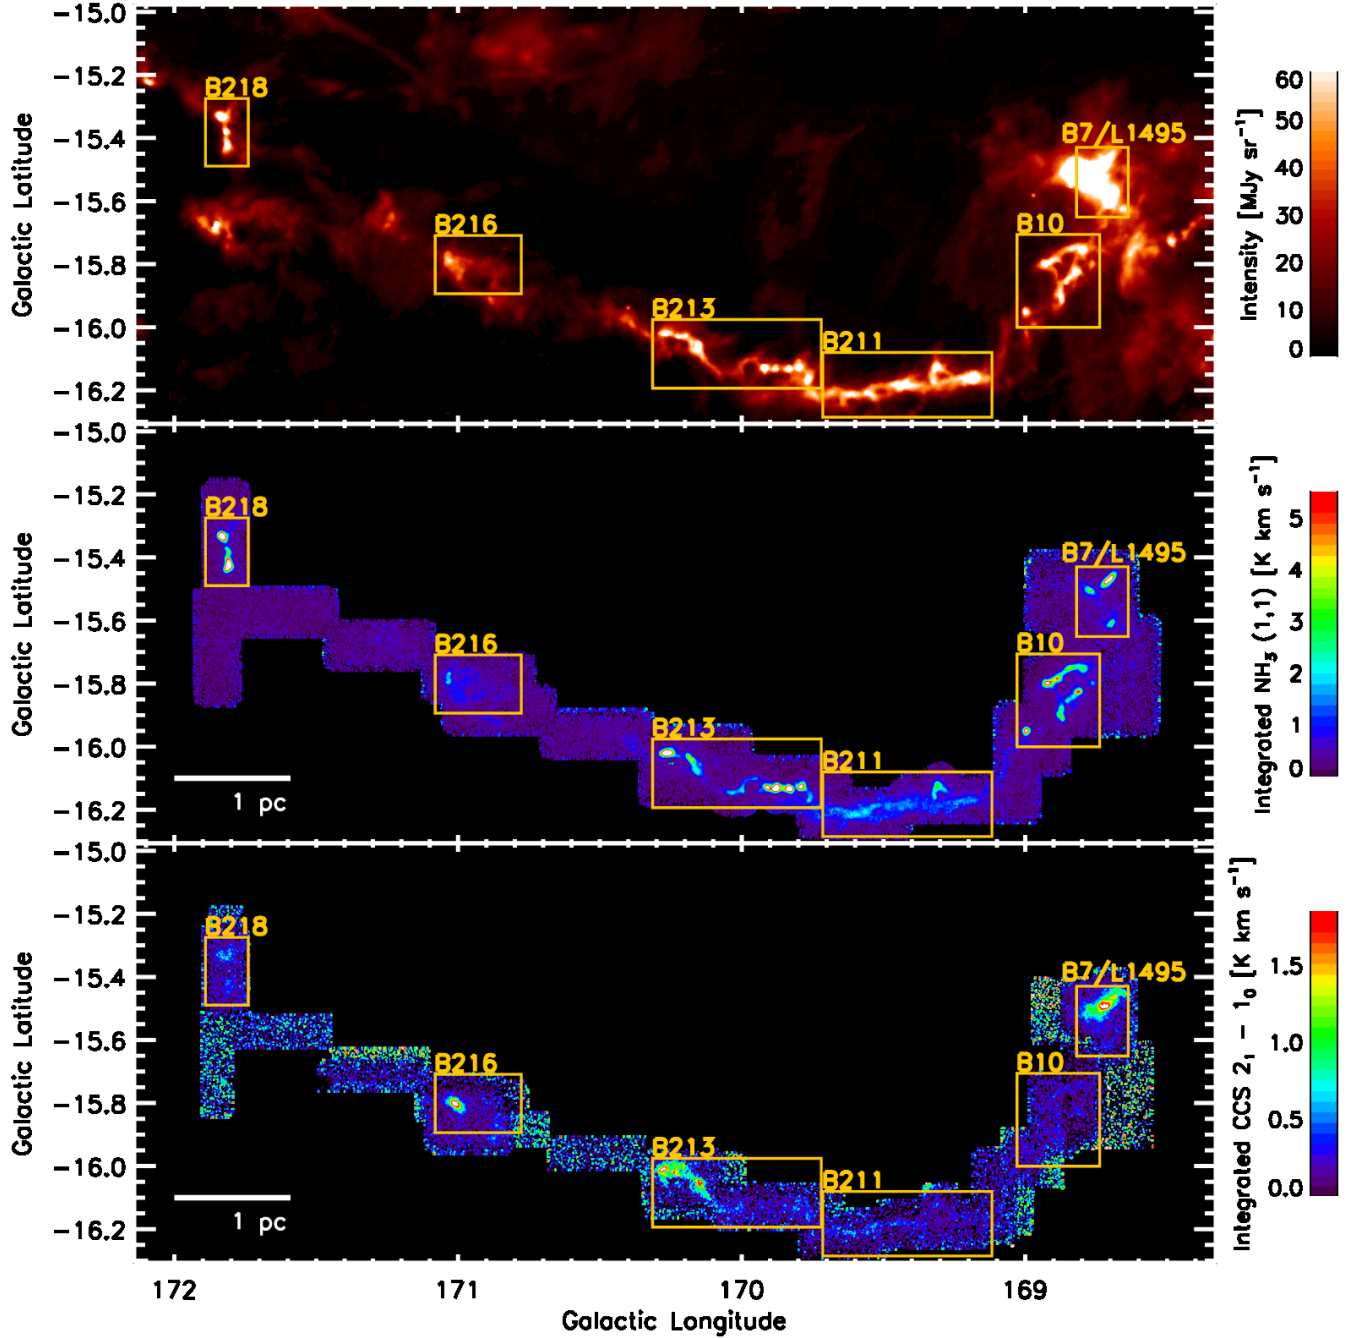 −15.0
−15.2
−15.4
−15.6
−15.8
−16.0
−16.2
Galactic Latitude
B218
B216
B213
B211
B10
B7/L1495
60
50
40
30
20
10
0
Intensity [MJy sr⁻¹]
−15.0
−15.2
−15.4
−15.6
−15.8
−16.0
−16.2
Galactic Latitude
B218
B216
B213
B211
B10
B7/L1495
1 pc
5
4
3
2
1
0
Integrated NH₃ (1,1) [K km s⁻¹]
−15.0
−15.2
−15.4
−15.6
−15.8
−16.0
−16.2
Galactic Latitude
B218
B216
B213
B211
B10
B7/L1495
1 pc
1.5
1.0
0.5
0.0
Integrated CCS 2₁ − 1₀ [K km s⁻¹]
172
171
170
169
Galactic Longitude